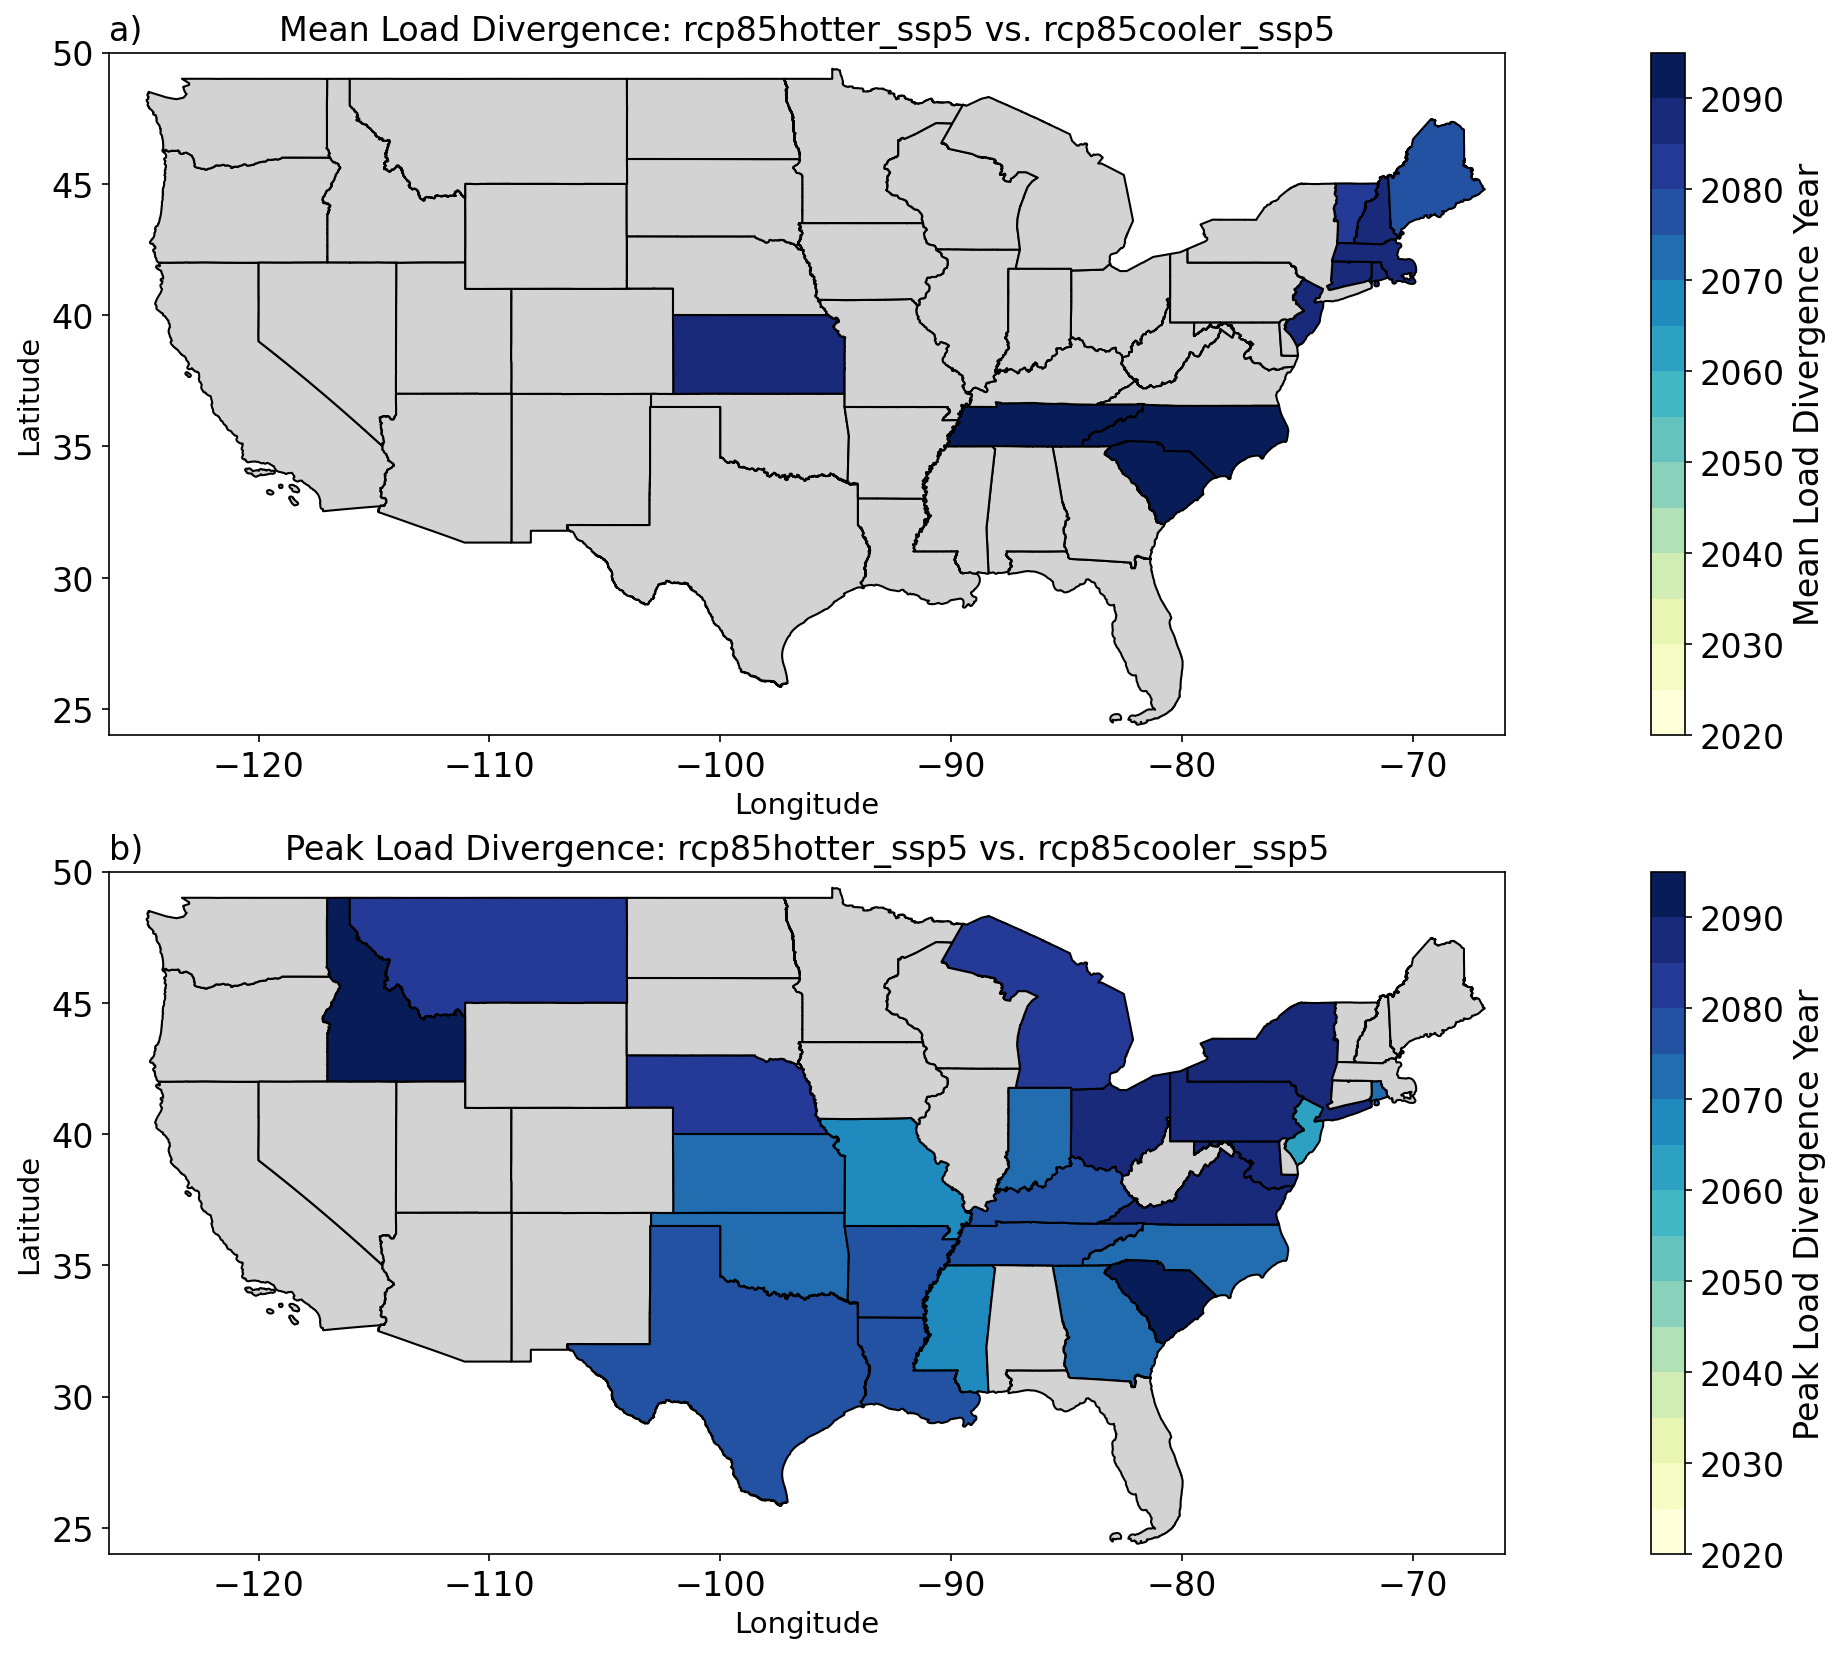 a) Mean Load Divergence: rcp85hotter_ssp5 vs. rcp85cooler_ssp5
50
45
40
35
30
25
Latitude
−120 −110 −100 −90 −80 −70
Longitude
2090
2080
2070
2060
2050
2040
2030
2020
Mean Load Divergence Year
b) Peak Load Divergence: rcp85hotter_ssp5 vs. rcp85cooler_ssp5
50
45
40
35
30
25
Latitude
−120 −110 −100 −90 −80 −70
Longitude
2090
2080
2070
2060
2050
2040
2030
2020
Peak Load Divergence Year